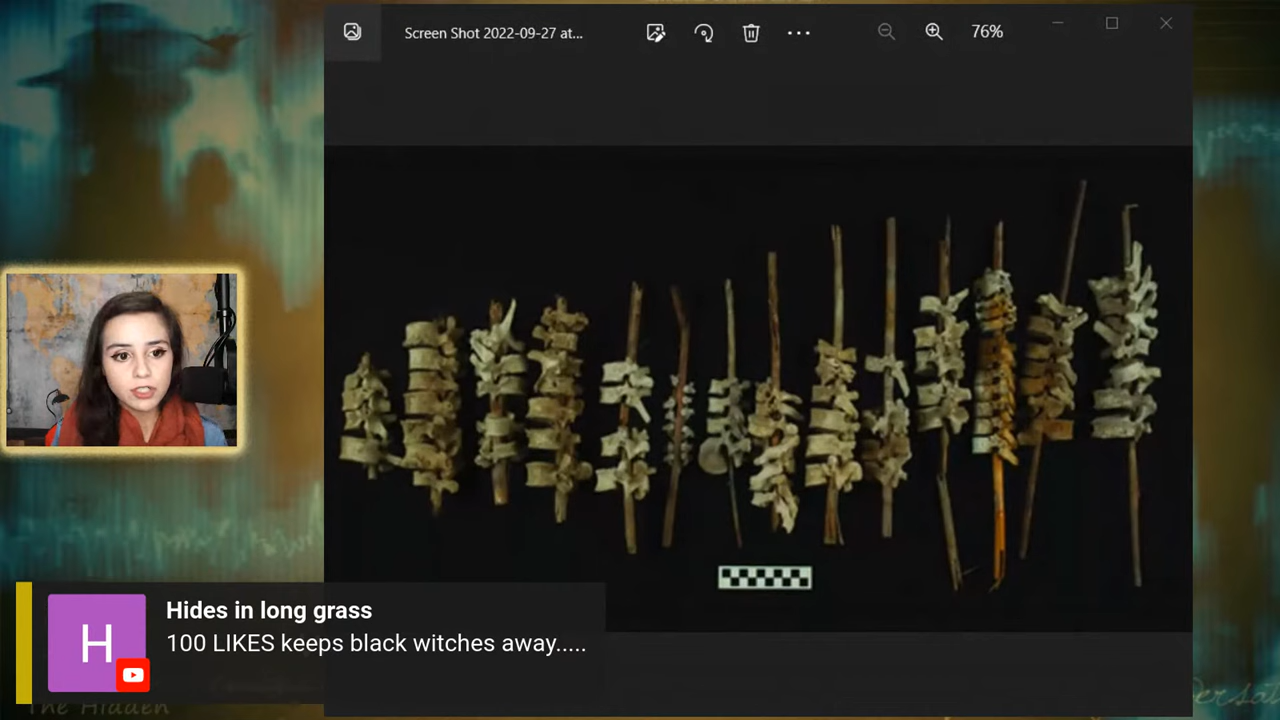 Screen Shot 2022-09-27 at...
76%
H
Hides in long grass
100 LIKES keeps black witches away.....
The Hidden